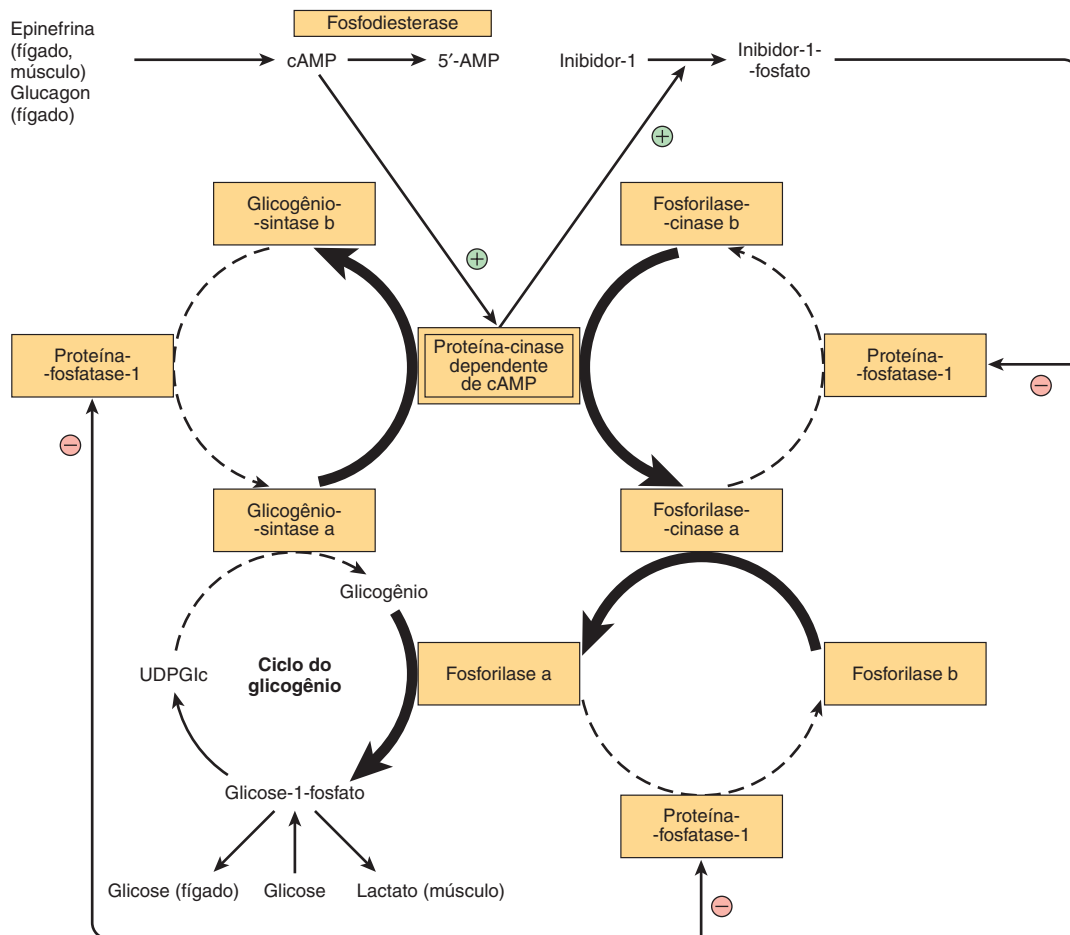 Epinefrina
(fígado,
músculo)
Glucagon
(fígado)
Fosfodiesterase
cAMP
5′-AMP
Inibidor-1
Inibidor-1-
-fosfato
+
Glicogênio-
-sintase b
Fosforilase-
-cinase b
+
Proteína-
-fosfatase-1
Proteína-cinase
dependente
de cAMP
Proteína-
-fosfatase-1
−
−
Glicogênio-
-sintase a
Fosforilase-
-cinase a
Glicogênio
UDPGlc
Ciclo do
glicogênio
Fosforilase a
Fosforilase b
Glicose-1-fosfato
Proteína-
-fosfatase-1
Glicose (fígado)
Glicose
Lactato (músculo)
−